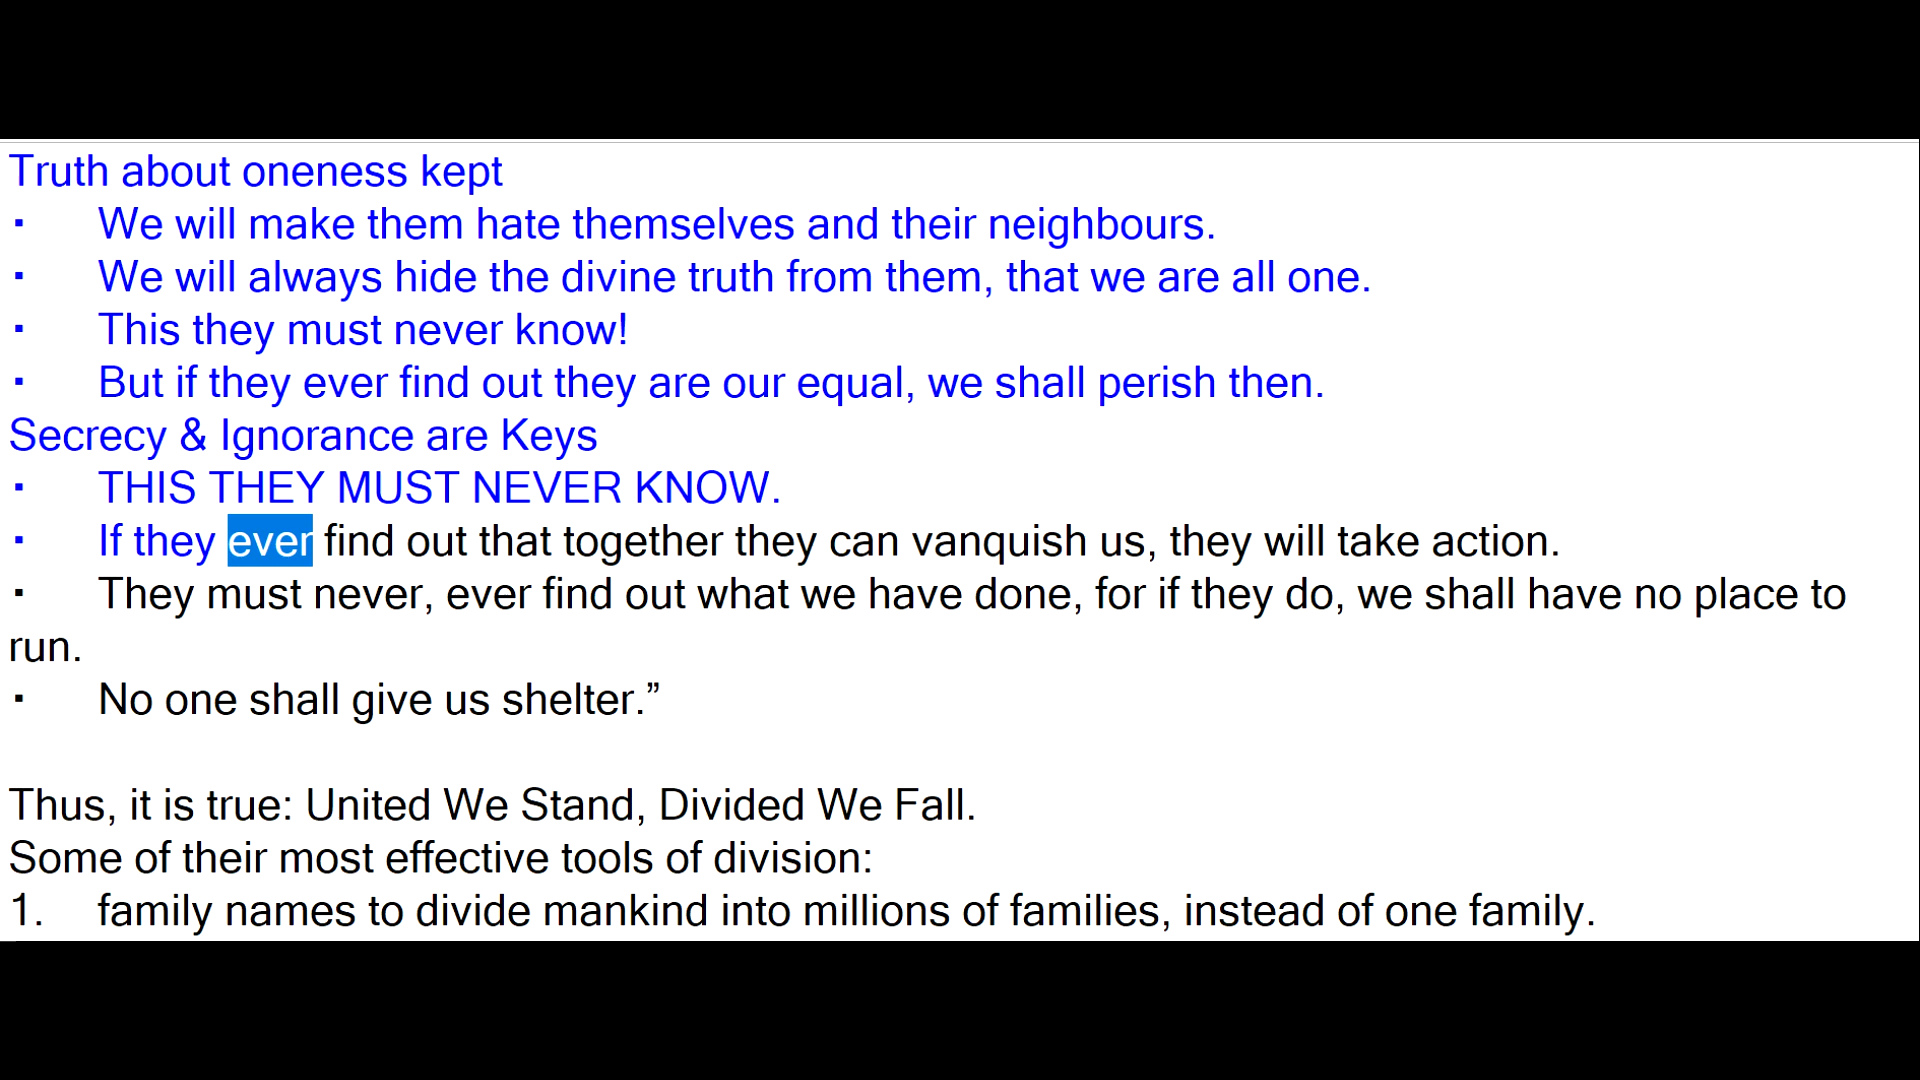 Truth about oneness kept
▪ We will make them hate themselves and their neighbours.
▪ We will always hide the divine truth from them, that we are all one.
▪ This they must never know!
▪ But if they ever find out they are our equal, we shall perish then.
Secrecy & Ignorance are Keys
▪ THIS THEY MUST NEVER KNOW.
▪ If they ever find out that together they can vanquish us, they will take action.
▪ They must never, ever find out what we have done, for if they do, we shall have no place to
run.
▪ No one shall give us shelter.”
Thus, it is true: United We Stand, Divided We Fall.
Some of their most effective tools of division:
1. family names to divide mankind into millions of families, instead of one family.